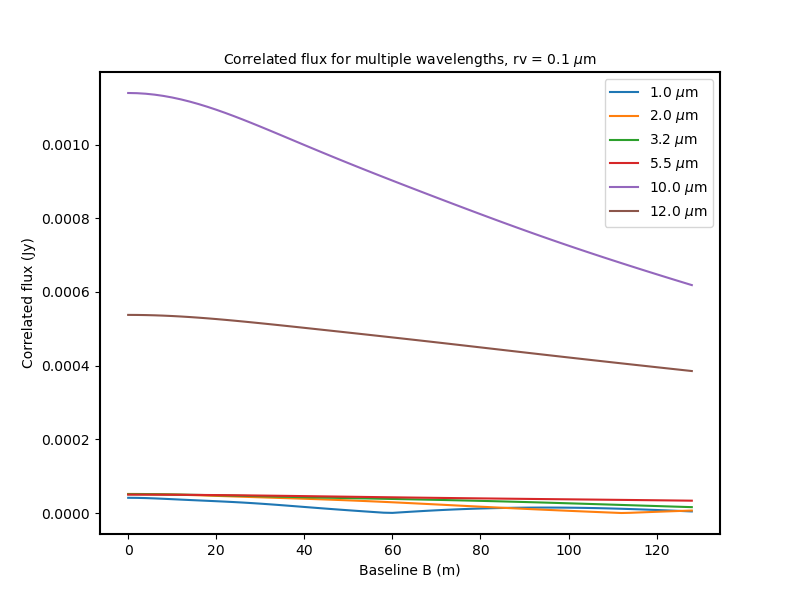 Correlated flux for multiple wavelengths, rv = 0.1 μm
1.0 μm
2.0 μm
3.2 μm
5.5 μm
10.0 μm
12.0 μm
Correlated flux (Jy)
0.0010
0.0008
0.0006
0.0004
0.0002
0.0000
0 20 40 60 80 100 120
Baseline B (m)